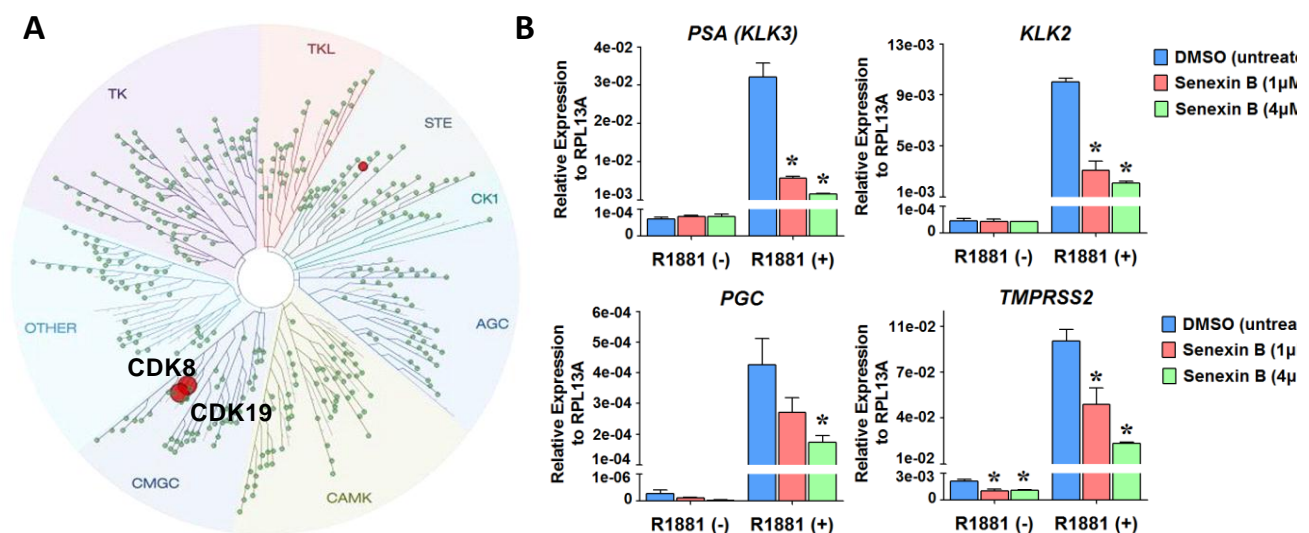 A
TKL
TK
STE
CK1
AGC
OTHER
CDK8
CDK19
CMGC
CAMK
B
PSA (KLK3)
Relative Expression
to RPL13A
4e-02
3e-02
1e-02
1e-03
1e-04
0
*
*
R1881 (-)
R1881 (+)
KLK2
Relative Expression
to RPL13A
13e-03
9e-03
5e-03
1e-03
1e-04
0
*
*
R1881 (-)
R1881 (+)
DMSO (untreate
Senexin B (1µM
Senexin B (4µM
PGC
Relative Expression
to RPL13A
6e-04
5e-04
3e-04
2e-04
1e-04
1e-06
0
*
R1881 (-)
R1881 (+)
TMPRSS2
Relative Expression
to RPL13A
11e-02
7e-02
4e-02
1e-02
3e-03
0
*
*
*
*
R1881 (-)
R1881 (+)
DMSO (untreat
Senexin B (1µ
Senexin B (4µ